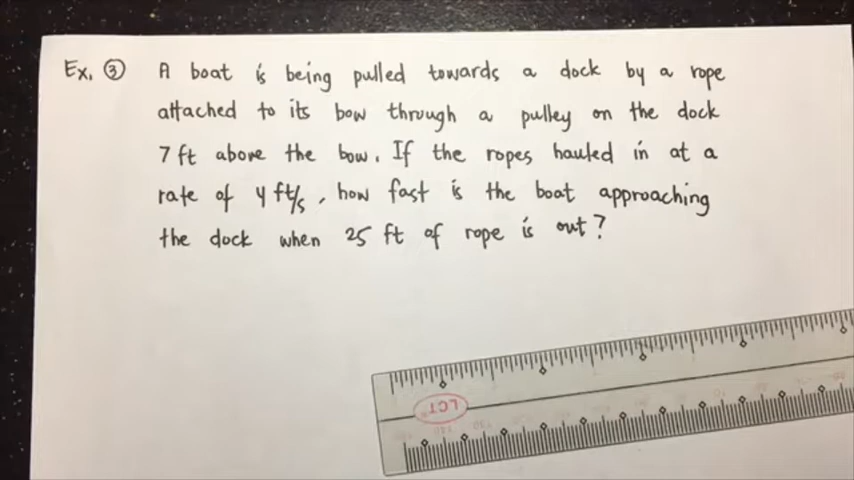 Ex. ③ A boat is being pulled towards a dock by a rope
attached to its bow through a pulley on the dock
7 ft above the bow. If the ropes hauled in at a
rate of 4 ft/s, how fast is the boat approaching
the dock when 25 ft of rope is out?
LCT